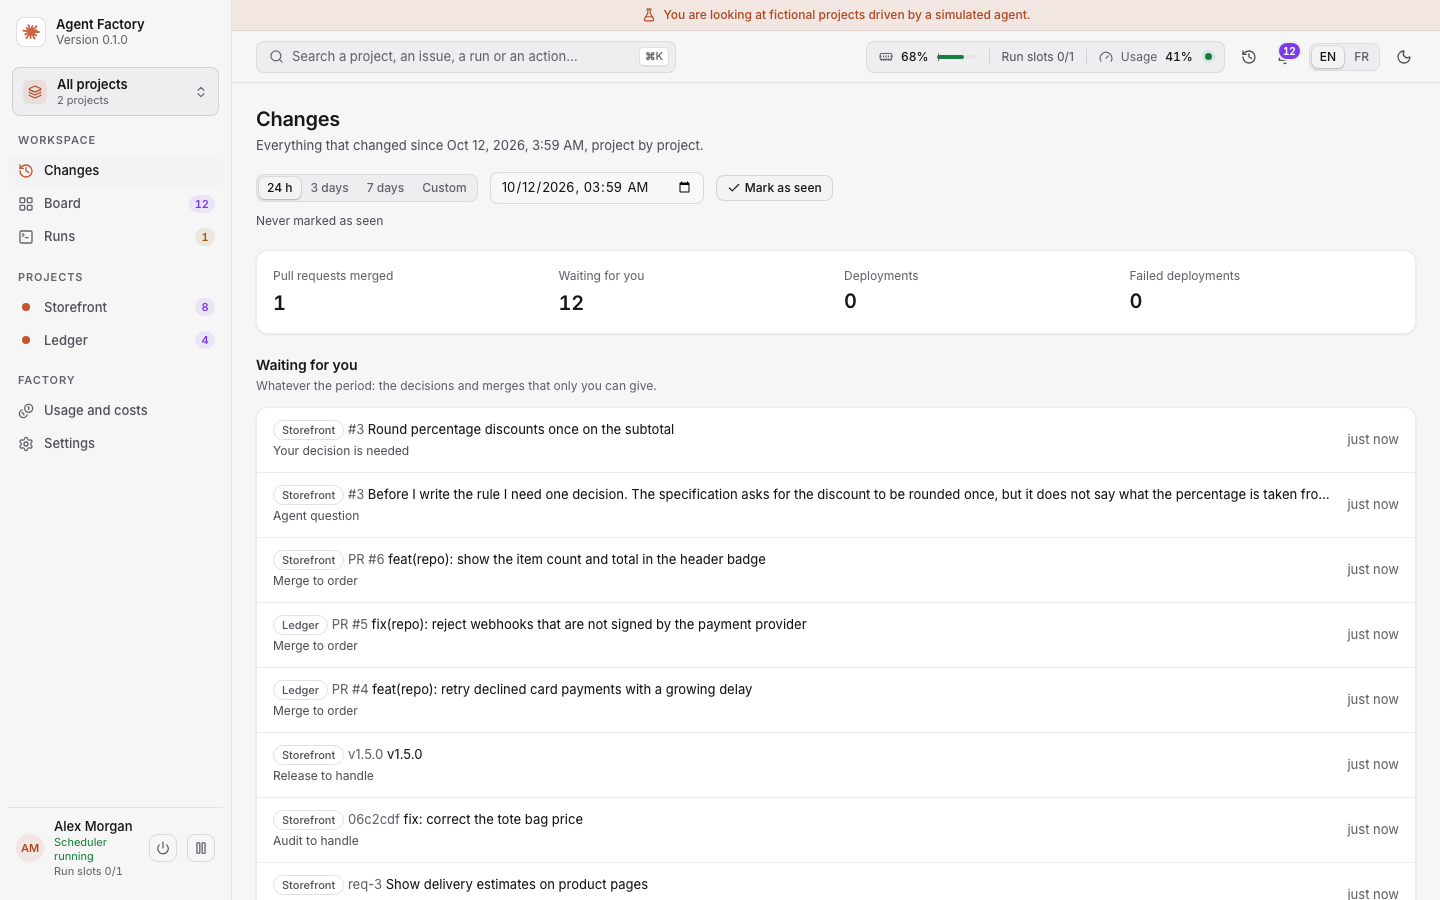 Agent Factory
Version 0.1.0
All projects
2 projects
WORKSPACE
Changes
Board 12
Runs 1
PROJECTS
Storefront 8
Ledger 4
FACTORY
Usage and costs
Settings
AM
Alex Morgan
Scheduler running
Run slots 0/1
You are looking at fictional projects driven by a simulated agent.
Search a project, an issue, a run or an action... ⌘K
68% Run slots 0/1 Usage 41% 12 EN FR
Changes
Everything that changed since Oct 12, 2026, 3:59 AM, project by project.
24 h 3 days 7 days Custom 10/12/2026, 03:59 AM Mark as seen
Never marked as seen
Pull requests merged
1
Waiting for you
12
Deployments
0
Failed deployments
0
Waiting for you
Whatever the period: the decisions and merges that only you can give.
Storefront #3 Round percentage discounts once on the subtotal
Your decision is needed
just now
Storefront #3 Before I write the rule I need one decision. The specification asks for the discount to be rounded once, but it does not say what the percentage is taken fro...
Agent question
just now
Storefront PR #6 feat(repo): show the item count and total in the header badge
Merge to order
just now
Ledger PR #5 fix(repo): reject webhooks that are not signed by the payment provider
Merge to order
just now
Ledger PR #4 feat(repo): retry declined card payments with a growing delay
Merge to order
just now
Storefront v1.5.0 v1.5.0
Release to handle
just now
Storefront 06c2cdf fix: correct the tote bag price
Audit to handle
just now
Storefront req-3 Show delivery estimates on product pages
just now